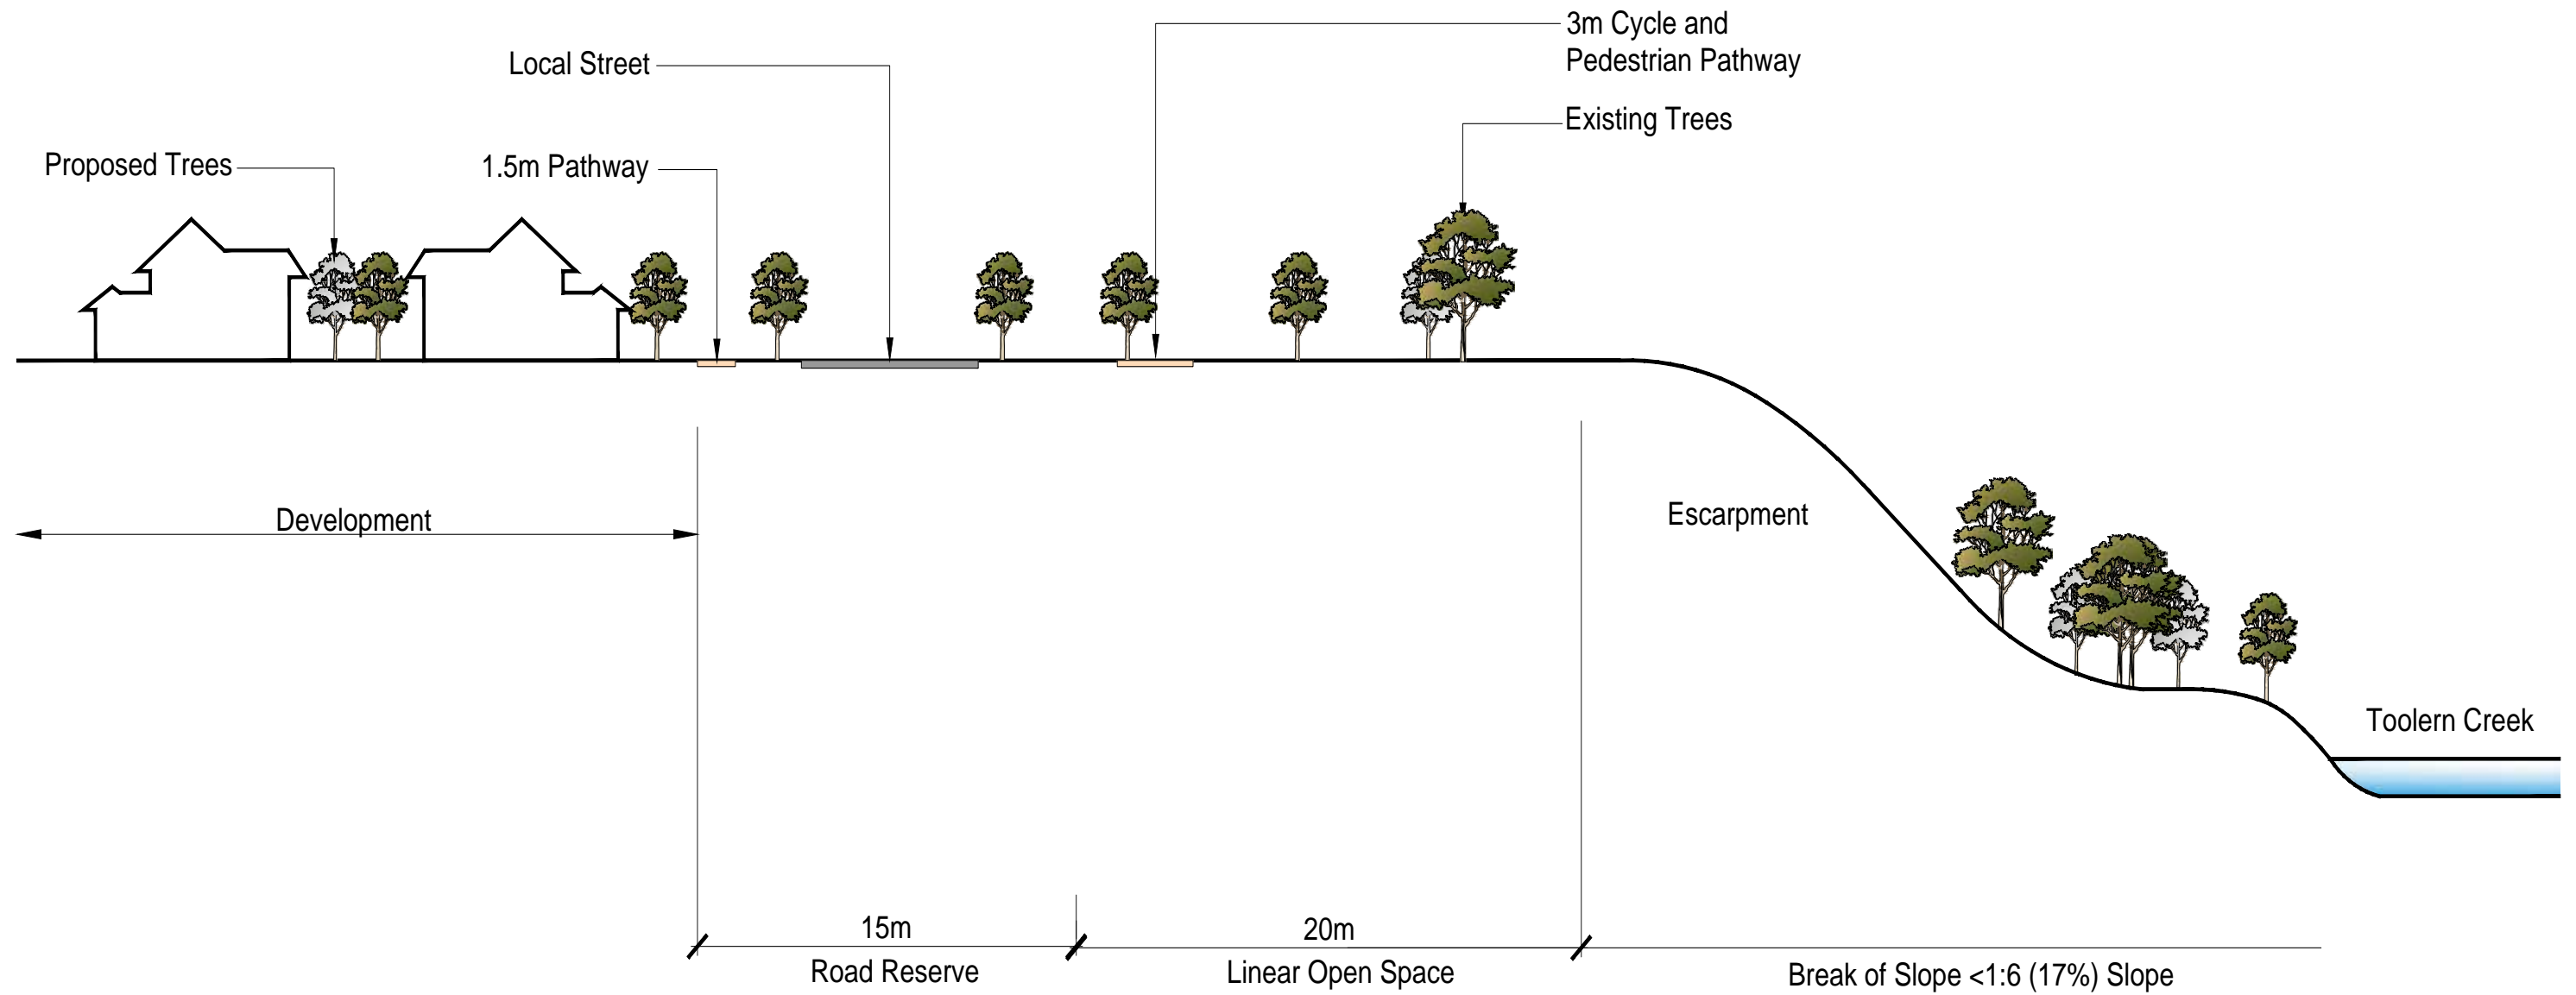 3m Cycle and
Pedestrian Pathway
Local Street
Existing Trees
Proposed Trees
1.5m Pathway
Development
Escarpment
Toolern Creek
15m
20m
Road Reserve
Linear Open Space
Break of Slope <1:6 (17%) Slope